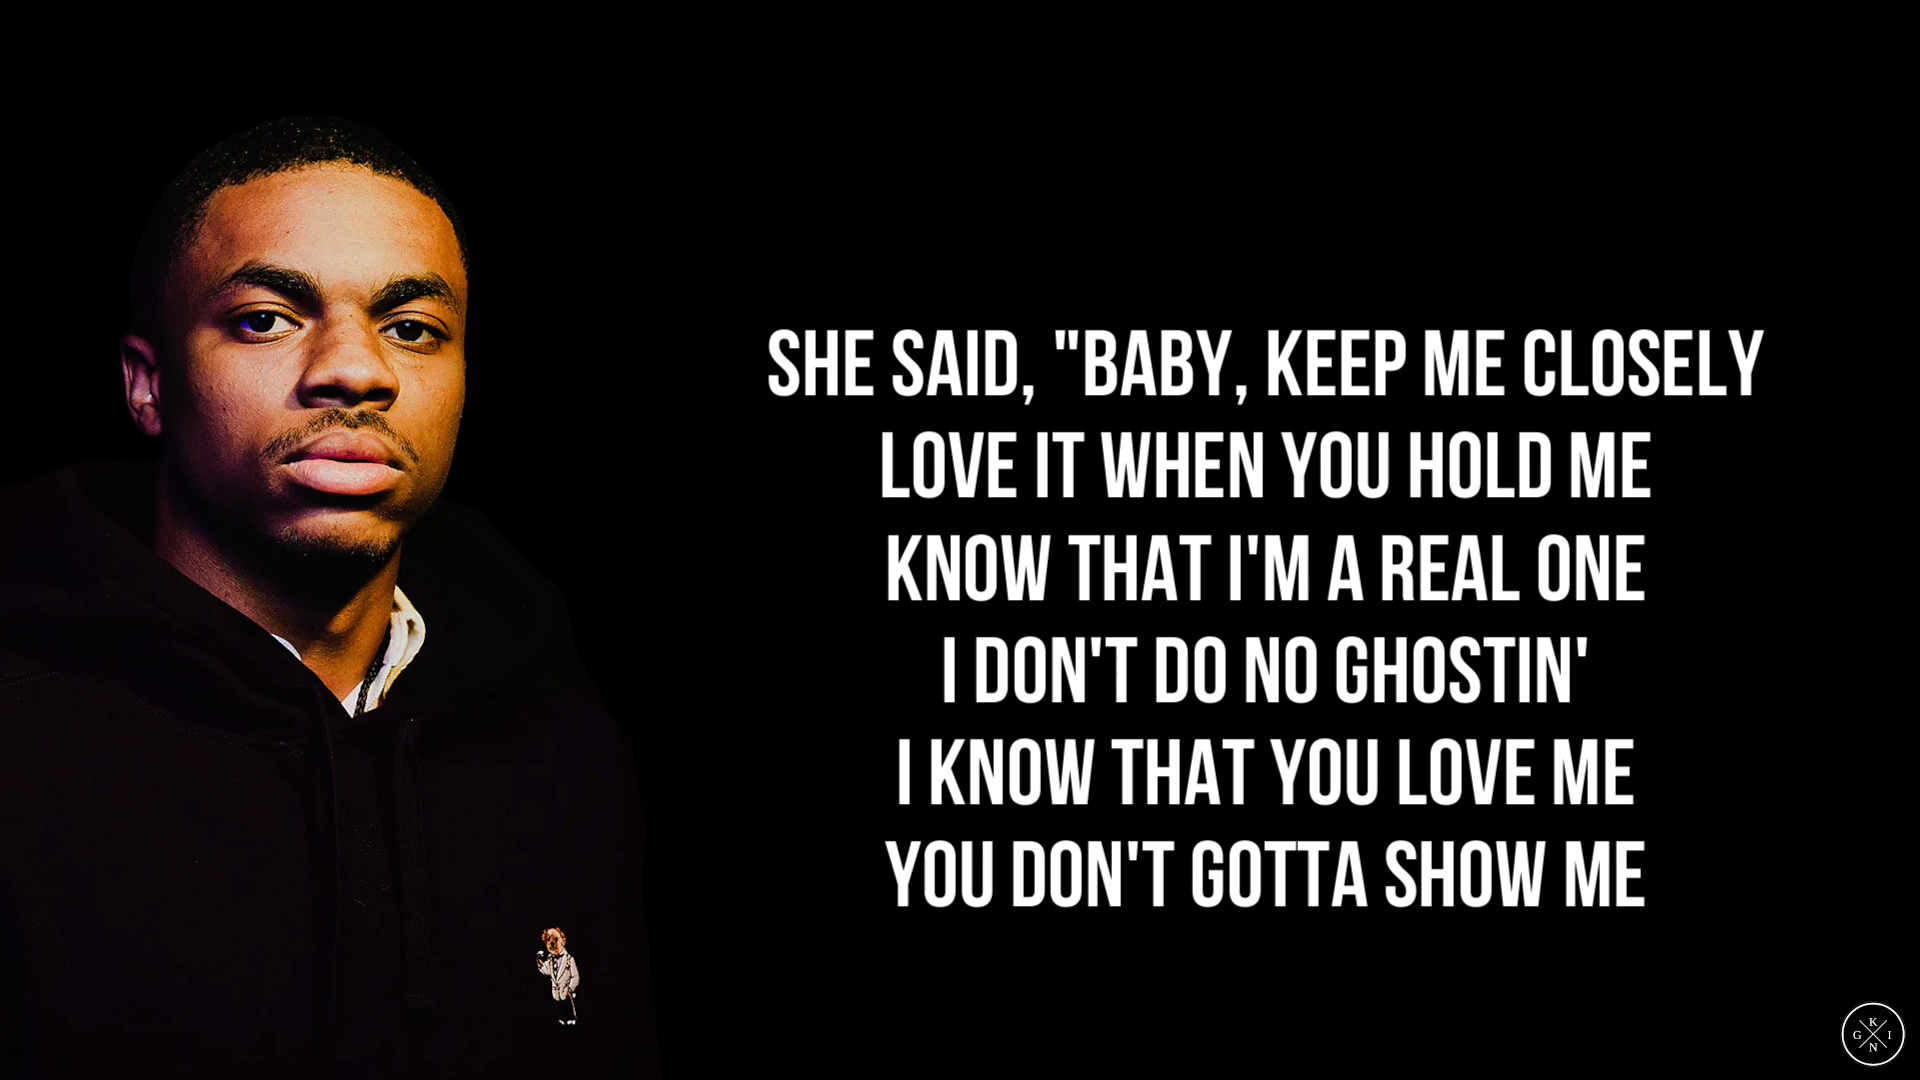 SHE SAID, "BABY, KEEP ME CLOSELY
LOVE IT WHEN YOU HOLD ME
KNOW THAT I'M A REAL ONE
I DON'T DO NO GHOSTIN'
I KNOW THAT YOU LOVE ME
YOU DON'T GOTTA SHOW ME
K
G I
N